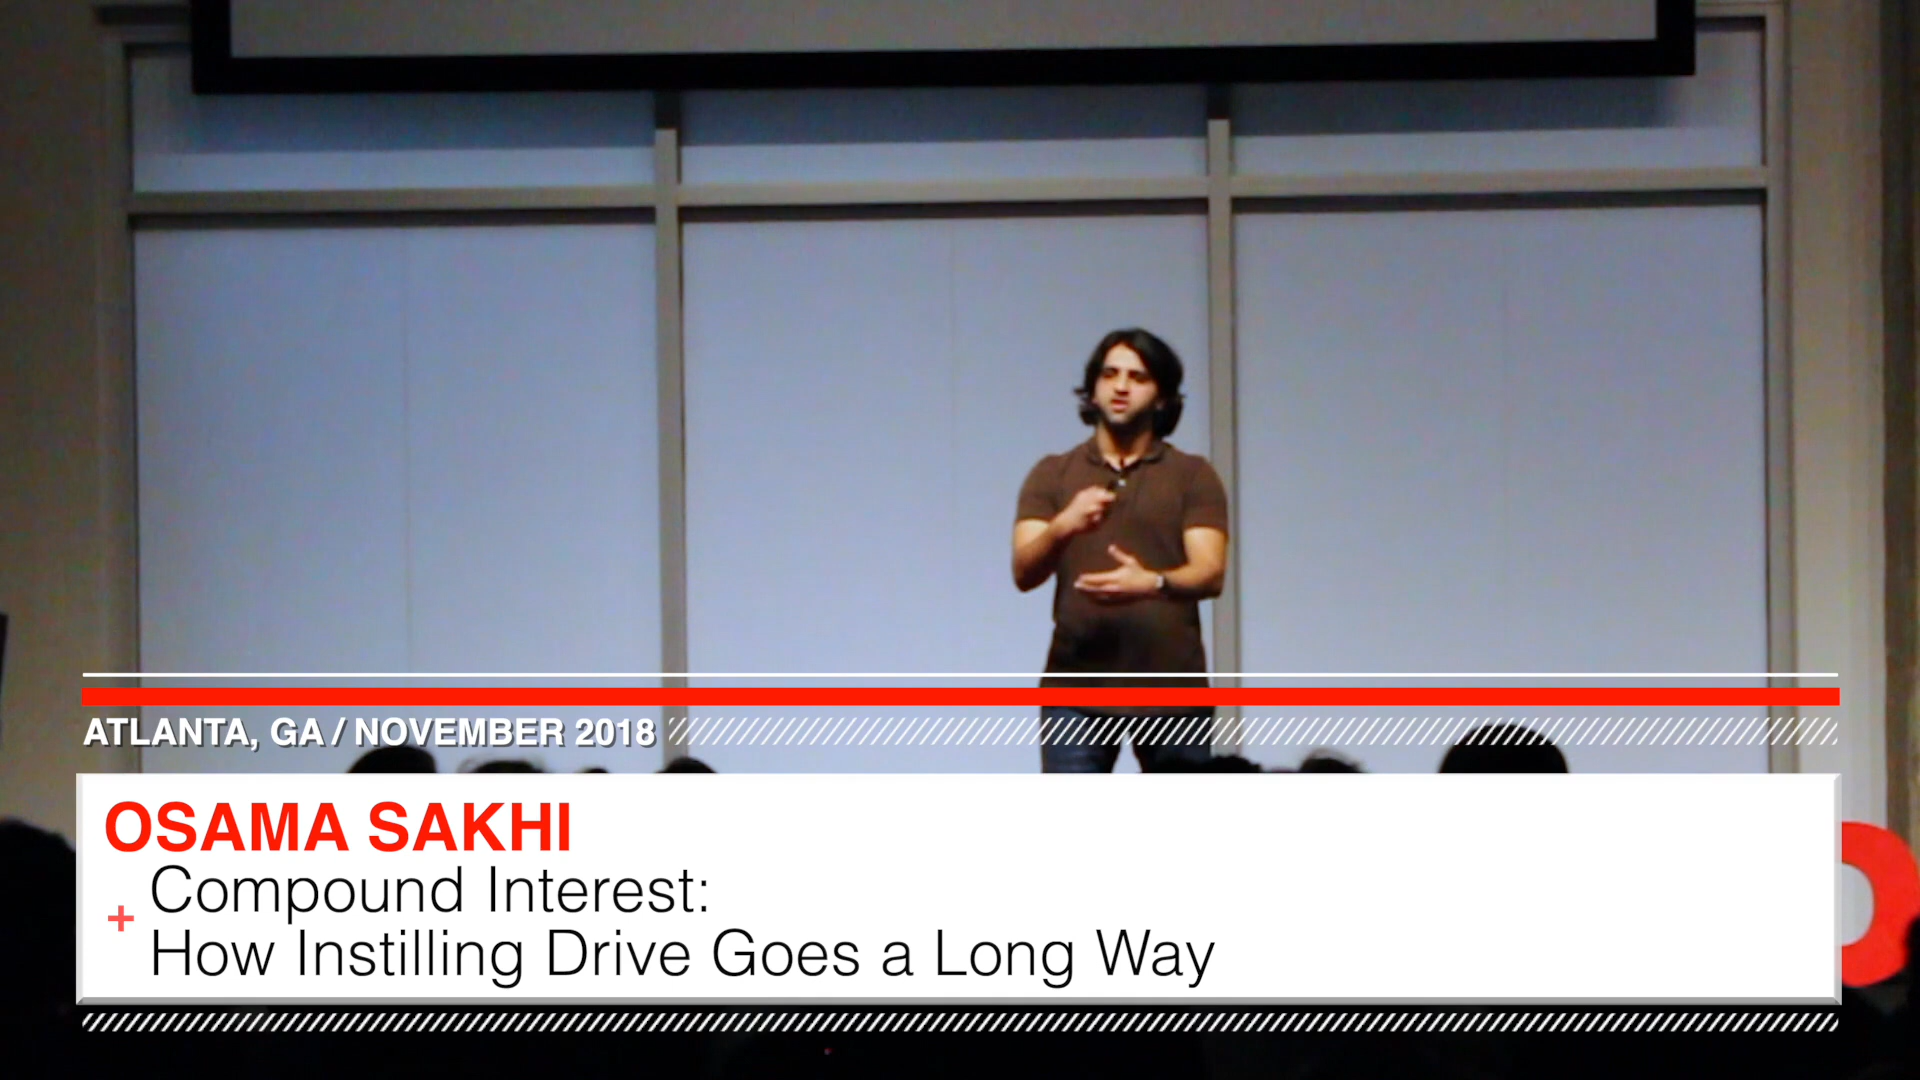 ATLANTA, GA / NOVEMBER 2018
OSAMA SAKHI
+ Compound Interest:
How Instilling Drive Goes a Long Way